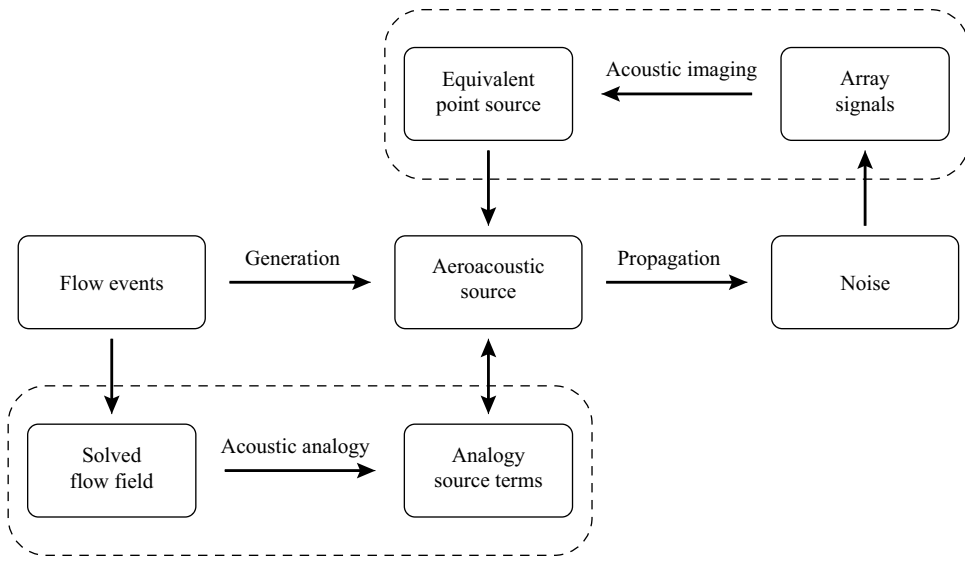 Equivalent
point source
Acoustic imaging
Array
signals
Flow events
Generation
Aeroacoustic
source
Propagation
Noise
Solved
flow field
Acoustic analogy
Analogy
source terms